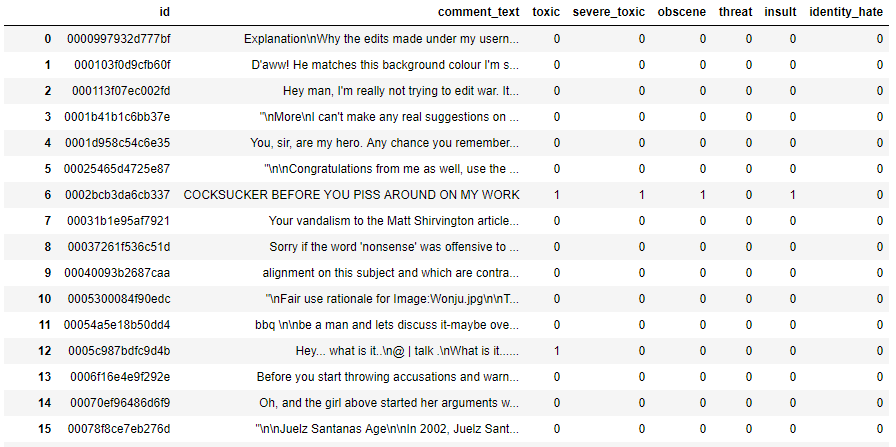 id comment_text toxic severe_toxic obscene threat insult identity_hate
0 0000997932d777bf Explanation\nWhy the edits made under my usern... 0 0 0 0 0 0
1 000103f0d9cfb60f D'aww! He matches this background colour I'm s... 0 0 0 0 0 0
2 000113f07ec002fd Hey man, I'm really not trying to edit war. It... 0 0 0 0 0 0
3 0001b41b1c6bb37e "\nMore\nI can't make any real suggestions on ... 0 0 0 0 0 0
4 0001d958c54c6e35 You, sir, are my hero. Any chance you remember... 0 0 0 0 0 0
5 00025465d4725e87 "\n\nCongratulations from me as well, use the ... 0 0 0 0 0 0
6 0002bcb3da6cb337 COCKSUCKER BEFORE YOU PISS AROUND ON MY WORK 1 1 1 0 1 0
7 00031b1e95af7921 Your vandalism to the Matt Shirvington article... 0 0 0 0 0 0
8 00037261f536c51d Sorry if the word 'nonsense' was offensive to ... 0 0 0 0 0 0
9 00040093b2687caa alignment on this subject and which are contra... 0 0 0 0 0 0
10 0005300084f90edc "\nFair use rationale for Image:Wonju.jpg\n\nT... 0 0 0 0 0 0
11 00054a5e18b50dd4 bbq \n\nbe a man and lets discuss it-maybe ove... 0 0 0 0 0 0
12 0005c987bdfc9d4b Hey... what is it..\n@ | talk .\nWhat is it...... 1 0 0 0 0 0
13 0006f16e4e9f292e Before you start throwing accusations and warn... 0 0 0 0 0 0
14 00070ef96486d6f9 Oh, and the girl above started her arguments w... 0 0 0 0 0 0
15 00078f8ce7eb276d "\n\nJuelz Santanas Age\n\nIn 2002, Juelz Sant... 0 0 0 0 0 0